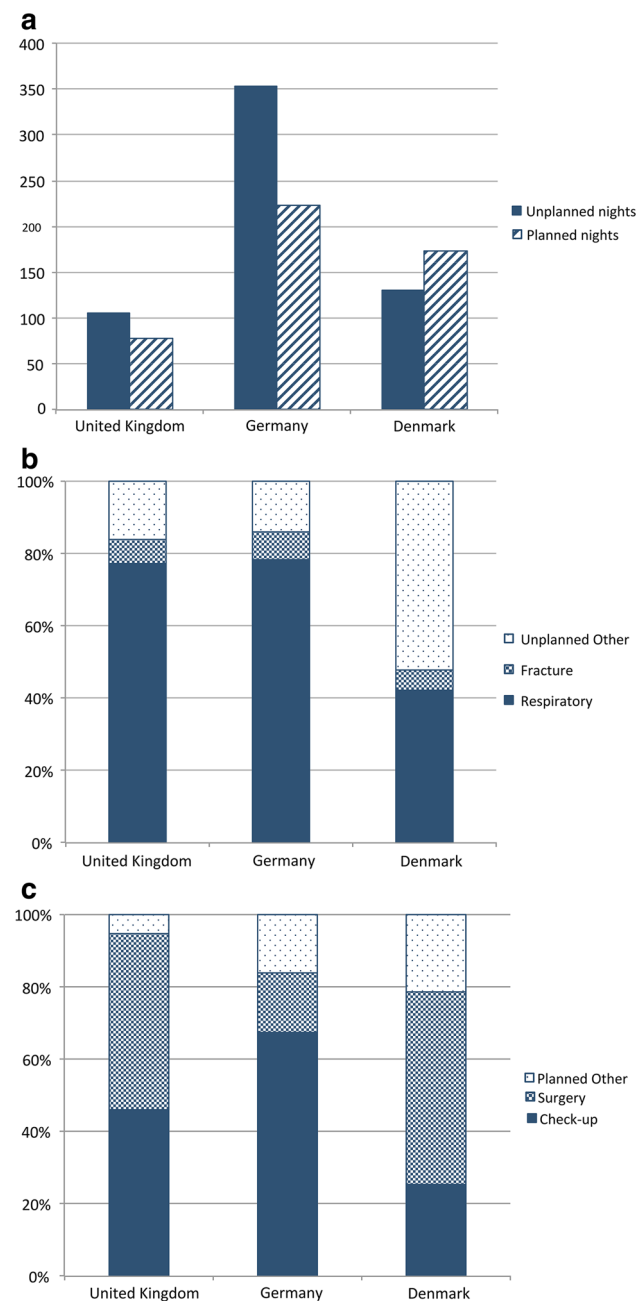 a
400
350
300
250
200
150
100
50
0
United Kingdom Germany Denmark
Unplanned nights
Planned nights
b
100%
80%
60%
40%
20%
0%
United Kingdom Germany Denmark
Unplanned Other
Fracture
Respiratory
c
100%
80%
60%
40%
20%
0%
United Kingdom Germany Denmark
Planned Other
Surgery
Check-up